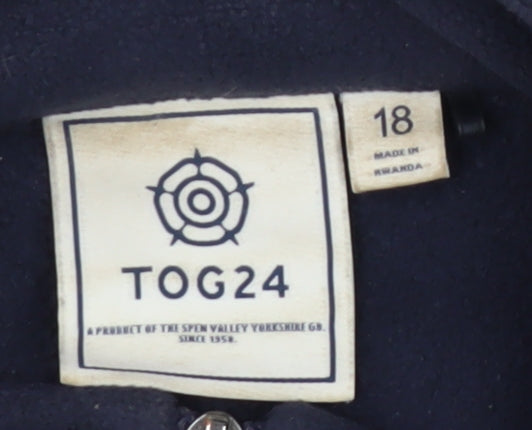 TOG24
A PRODUCT OF THE SPEN VALLEY YORKSHIRE GB.
SINCE 1958.
18
MADE IN
RWANDA